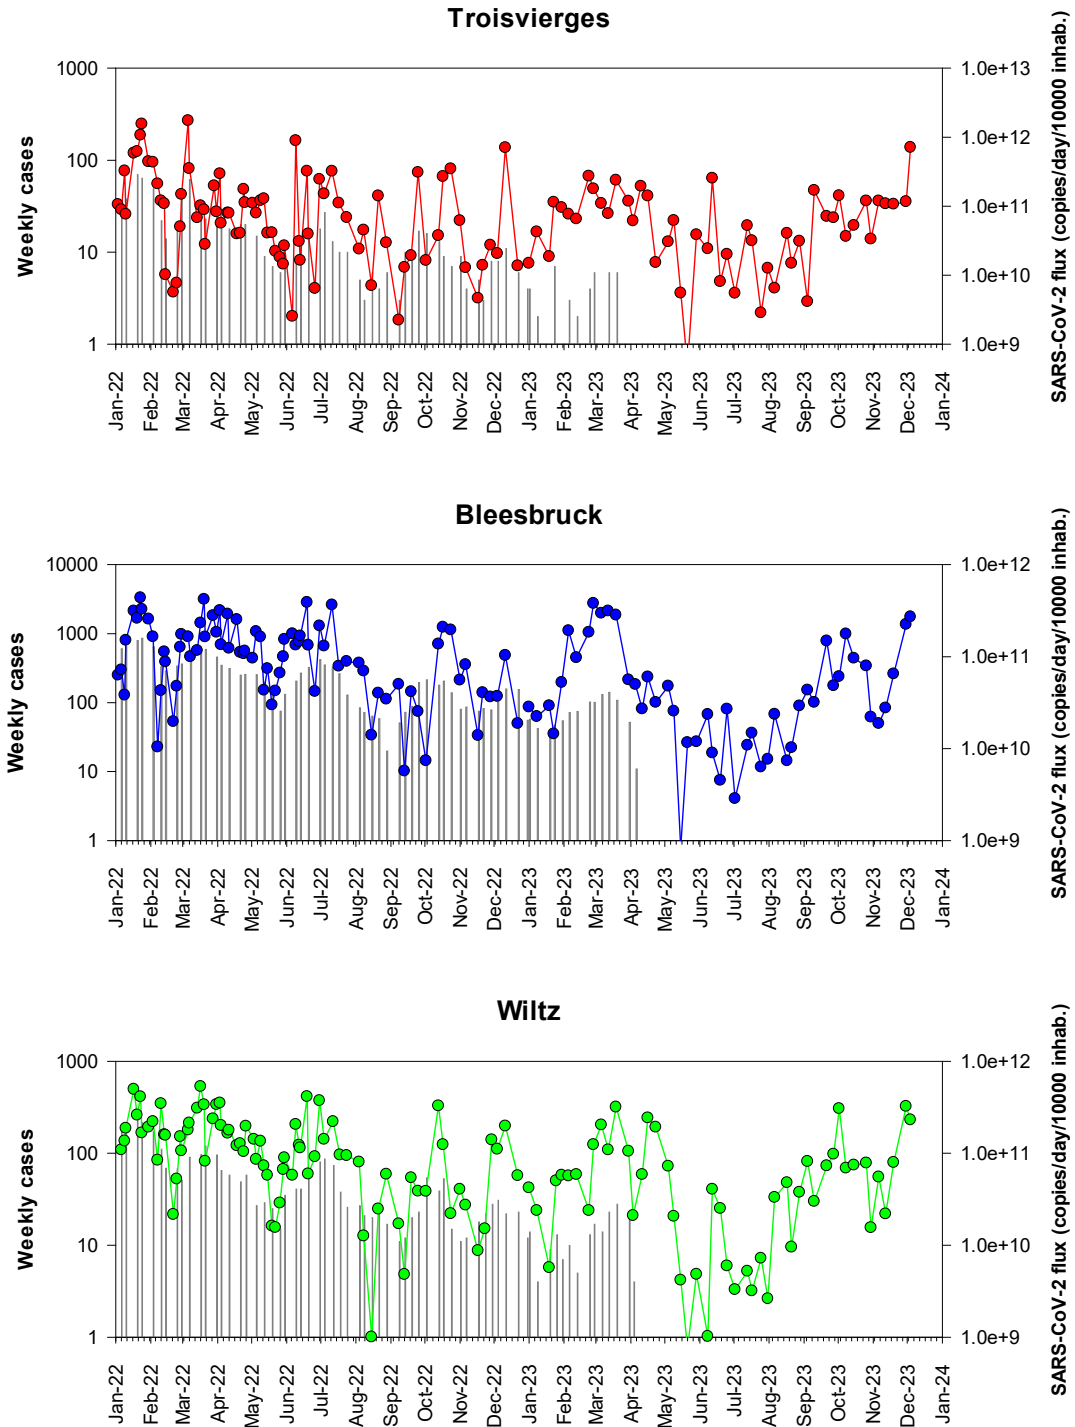 Troisvierges
Weekly cases
1000
100
10
1
1.0e+13
1.0e+12
1.0e+11
1.0e+10
1.0e+9
SARS-CoV-2 flux (copies/day/10000 inhab.)
Jan-22
Feb-22
Mar-22
Apr-22
May-22
Jun-22
Jul-22
Aug-22
Sep-22
Oct-22
Nov-22
Dec-22
Jan-23
Feb-23
Mar-23
Apr-23
May-23
Jun-23
Jul-23
Aug-23
Sep-23
Oct-23
Nov-23
Dec-23
Jan-24
Bleesbruck
Weekly cases
10000
1000
100
10
1
1.0e+12
1.0e+11
1.0e+10
1.0e+9
SARS-CoV-2 flux (copies/day/10000 inhab.)
Jan-22
Feb-22
Mar-22
Apr-22
May-22
Jun-22
Jul-22
Aug-22
Sep-22
Oct-22
Nov-22
Dec-22
Jan-23
Feb-23
Mar-23
Apr-23
May-23
Jun-23
Jul-23
Aug-23
Sep-23
Oct-23
Nov-23
Dec-23
Jan-24
Wiltz
Weekly cases
1000
100
10
1
1.0e+12
1.0e+11
1.0e+10
1.0e+9
SARS-CoV-2 flux (copies/day/10000 inhab.)
Jan-22
Feb-22
Mar-22
Apr-22
May-22
Jun-22
Jul-22
Aug-22
Sep-22
Oct-22
Nov-22
Dec-22
Jan-23
Feb-23
Mar-23
Apr-23
May-23
Jun-23
Jul-23
Aug-23
Sep-23
Oct-23
Nov-23
Dec-23
Jan-24